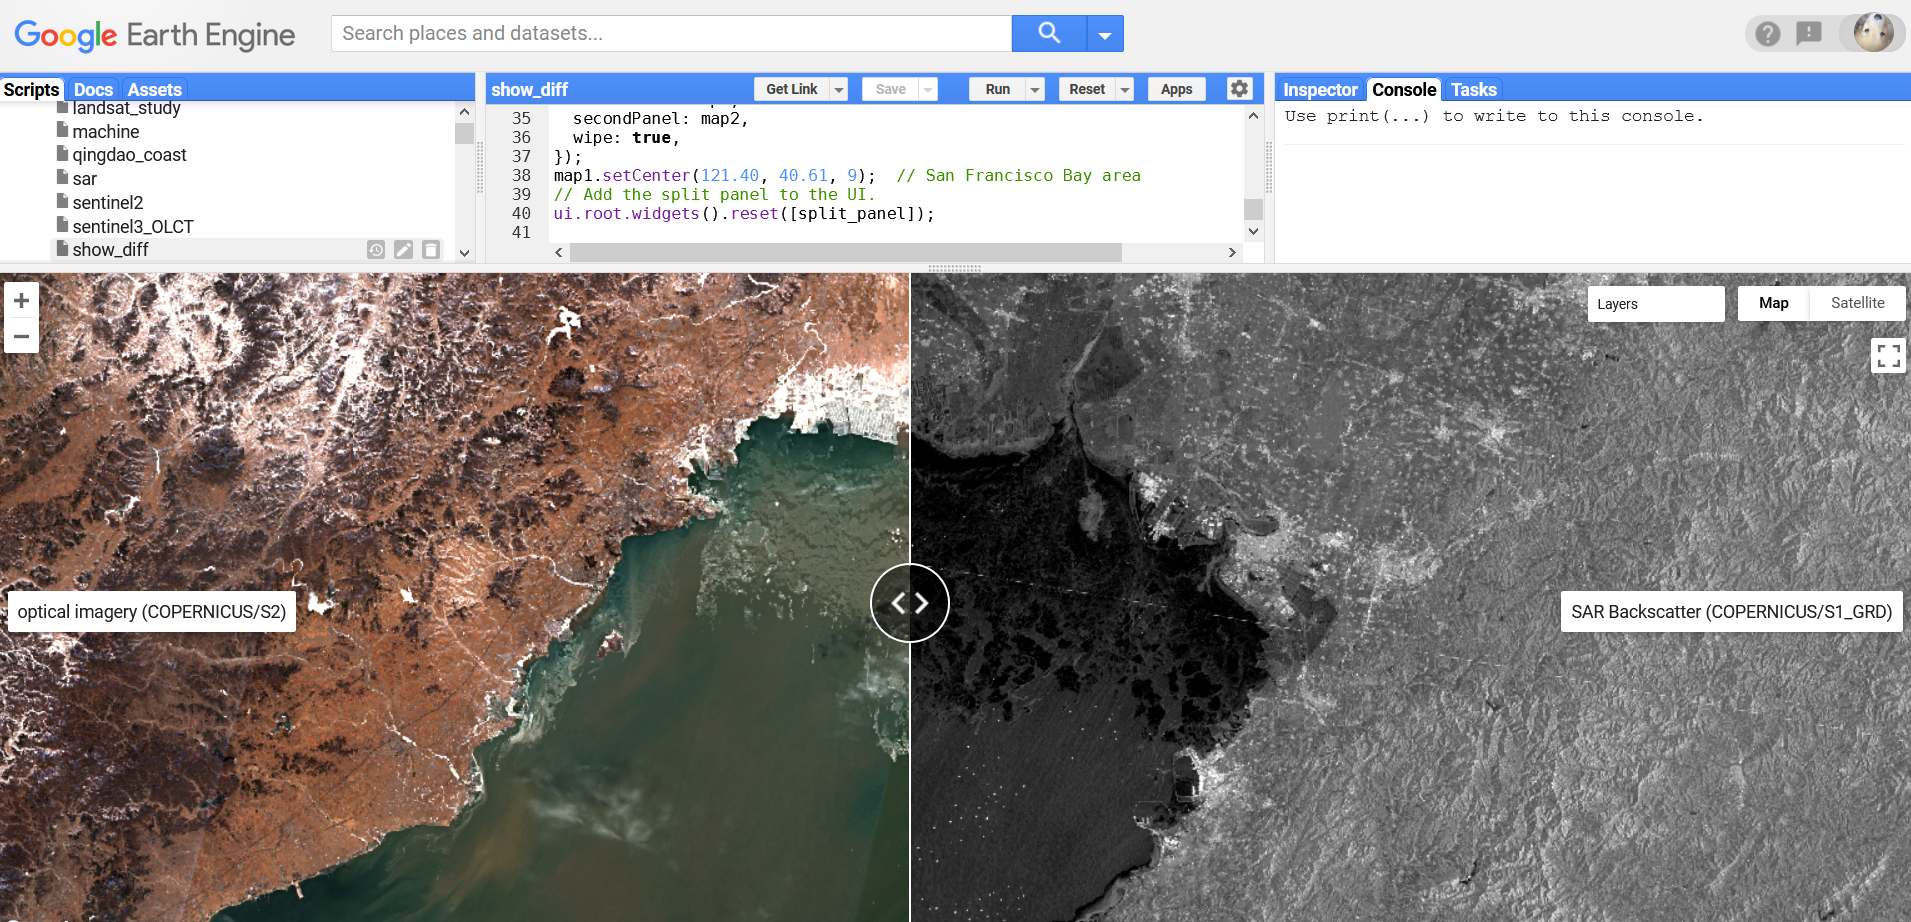 Google Earth Engine
Search places and datasets...
Scripts Docs Assets
landsat_study
machine
qingdao_coast
sar
sentinel2
sentinel3_OLCT
show_diff
show_diff
Get Link Save Run Reset Apps
35 secondPanel: map2,
36 wipe: true,
37 });
38 map1.setCenter(121.40, 40.61, 9); // San Francisco Bay area
39 // Add the split panel to the UI.
40 ui.root.widgets().reset([split_panel]);
41
Inspector Console Tasks
Use print(...) to write to this console.
Layers
Map Satellite
optical imagery (COPERNICUS/S2)
SAR Backscatter (COPERNICUS/S1_GRD)